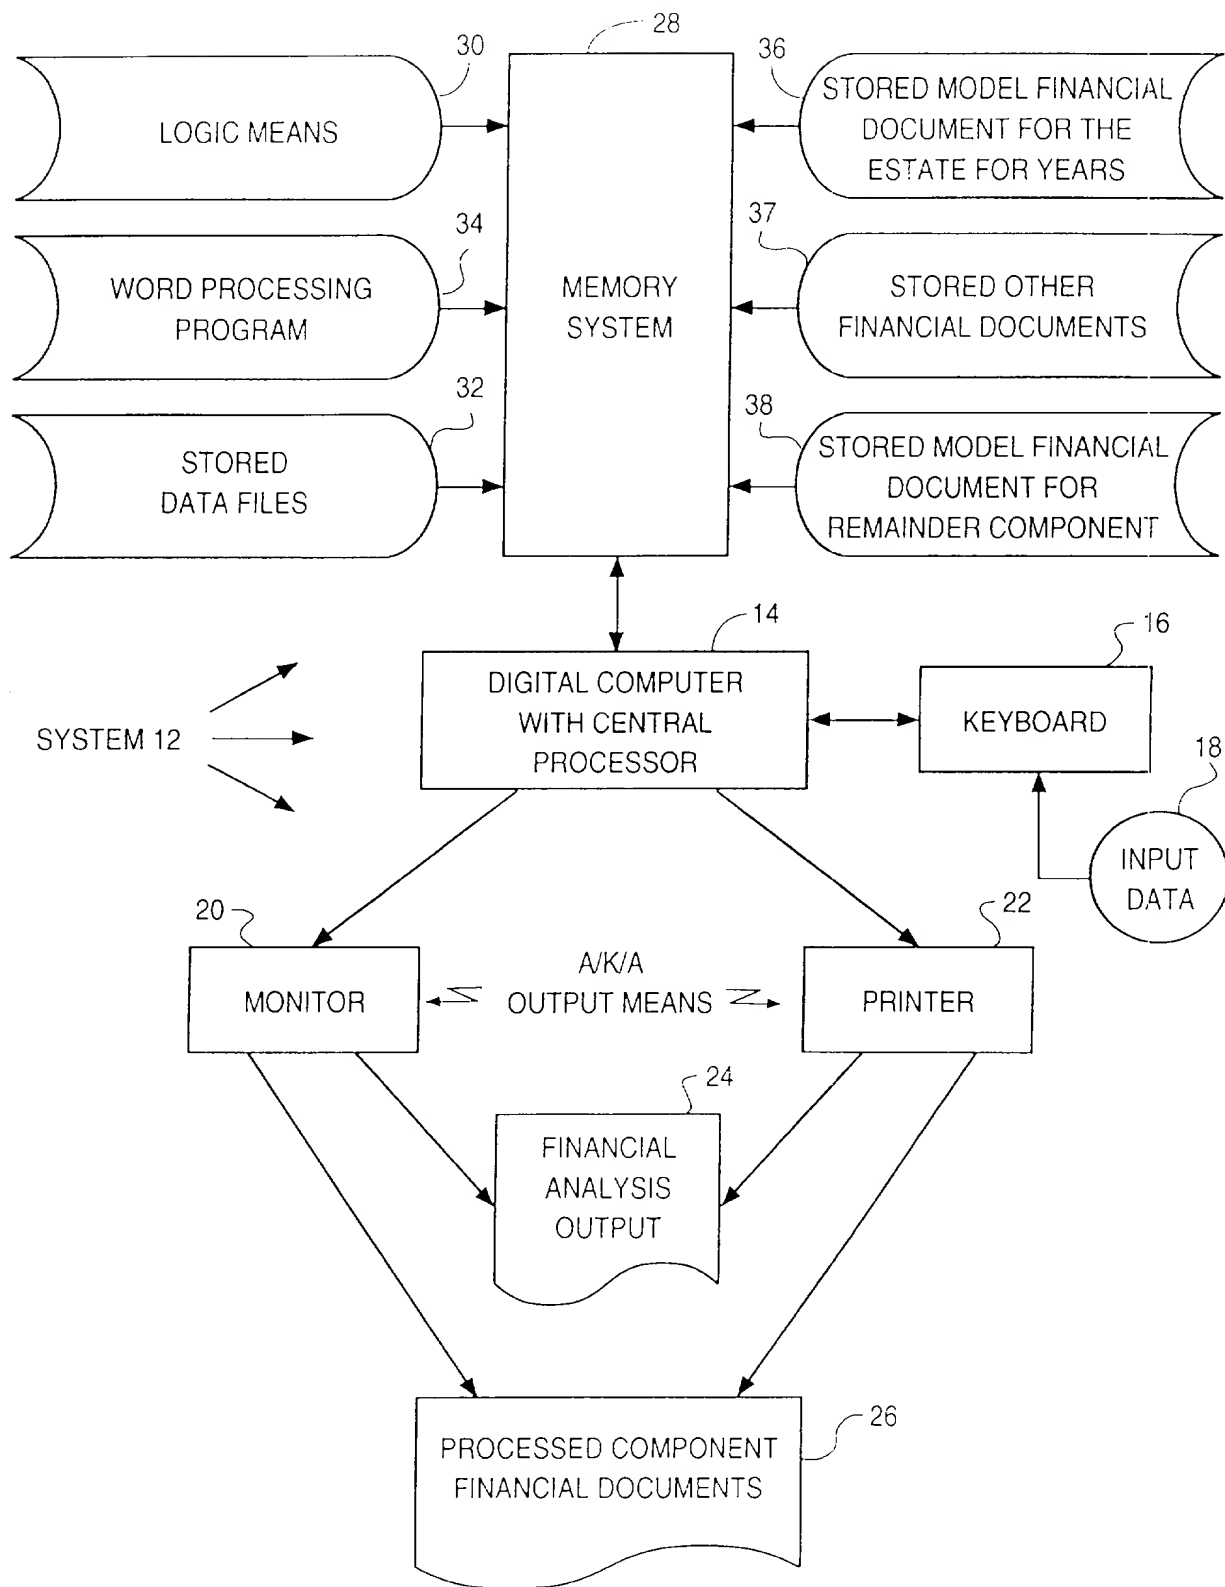 28
30
LOGIC MEANS
36
STORED MODEL FINANCIAL
DOCUMENT FOR THE
ESTATE FOR YEARS
34
WORD PROCESSING
PROGRAM
MEMORY
SYSTEM
37
STORED OTHER
FINANCIAL DOCUMENTS
32
STORED
DATA FILES
38
STORED MODEL FINANCIAL
DOCUMENT FOR
REMAINDER COMPONENT
14
DIGITAL COMPUTER
WITH CENTRAL
PROCESSOR
16
KEYBOARD
SYSTEM 12
18
INPUT
DATA
20
MONITOR
A/K/A
OUTPUT MEANS
22
PRINTER
24
FINANCIAL
ANALYSIS
OUTPUT
26
PROCESSED COMPONENT
FINANCIAL DOCUMENTS